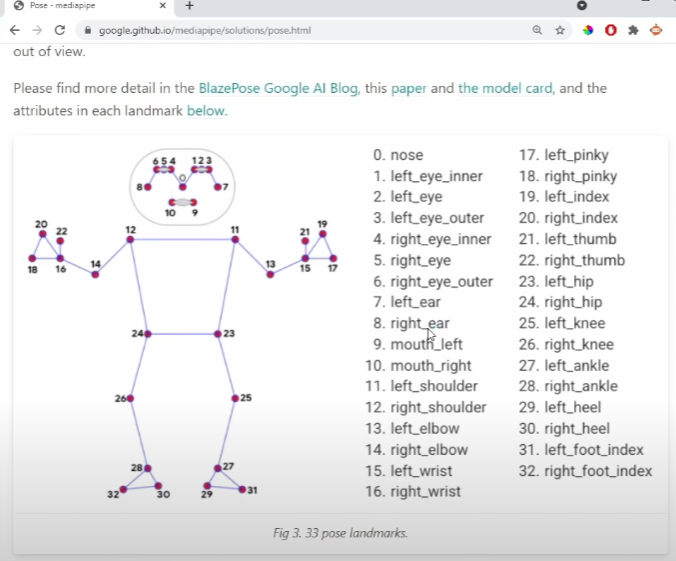 Pose - mediapipe
google.github.io/mediapipe/solutions/pose.html
out of view.
Please find more detail in the BlazePose Google AI Blog, this paper and the model card, and the
attributes in each landmark below.
6 5 4 1 2 3
8 0 7
10 9
20 22 12 11 21 19
18 16 14 13 15 17
24 23
26 25
28 27
32 30 29 31
0. nose
1. left_eye_inner
2. left_eye
3. left_eye_outer
4. right_eye_inner
5. right_eye
6. right_eye_outer
7. left_ear
8. right_ear
9. mouth_left
10. mouth_right
11. left_shoulder
12. right_shoulder
13. left_elbow
14. right_elbow
15. left_wrist
16. right_wrist
17. left_pinky
18. right_pinky
19. left_index
20. right_index
21. left_thumb
22. right_thumb
23. left_hip
24. right_hip
25. left_knee
26. right_knee
27. left_ankle
28. right_ankle
29. left_heel
30. right_heel
31. left_foot_index
32. right_foot_index
Fig 3. 33 pose landmarks.